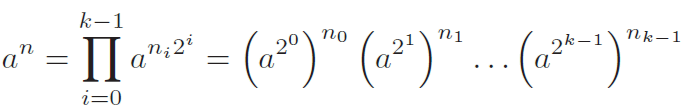 $a^n = \prod_{i=0}^{k-1} a^{n_i 2^i} = \left(a^{2^0}\right)^{n_0} \left(a^{2^1}\right)^{n_1} \ldots \left(a^{2^{k-1}}\right)^{n_{k-1}}$